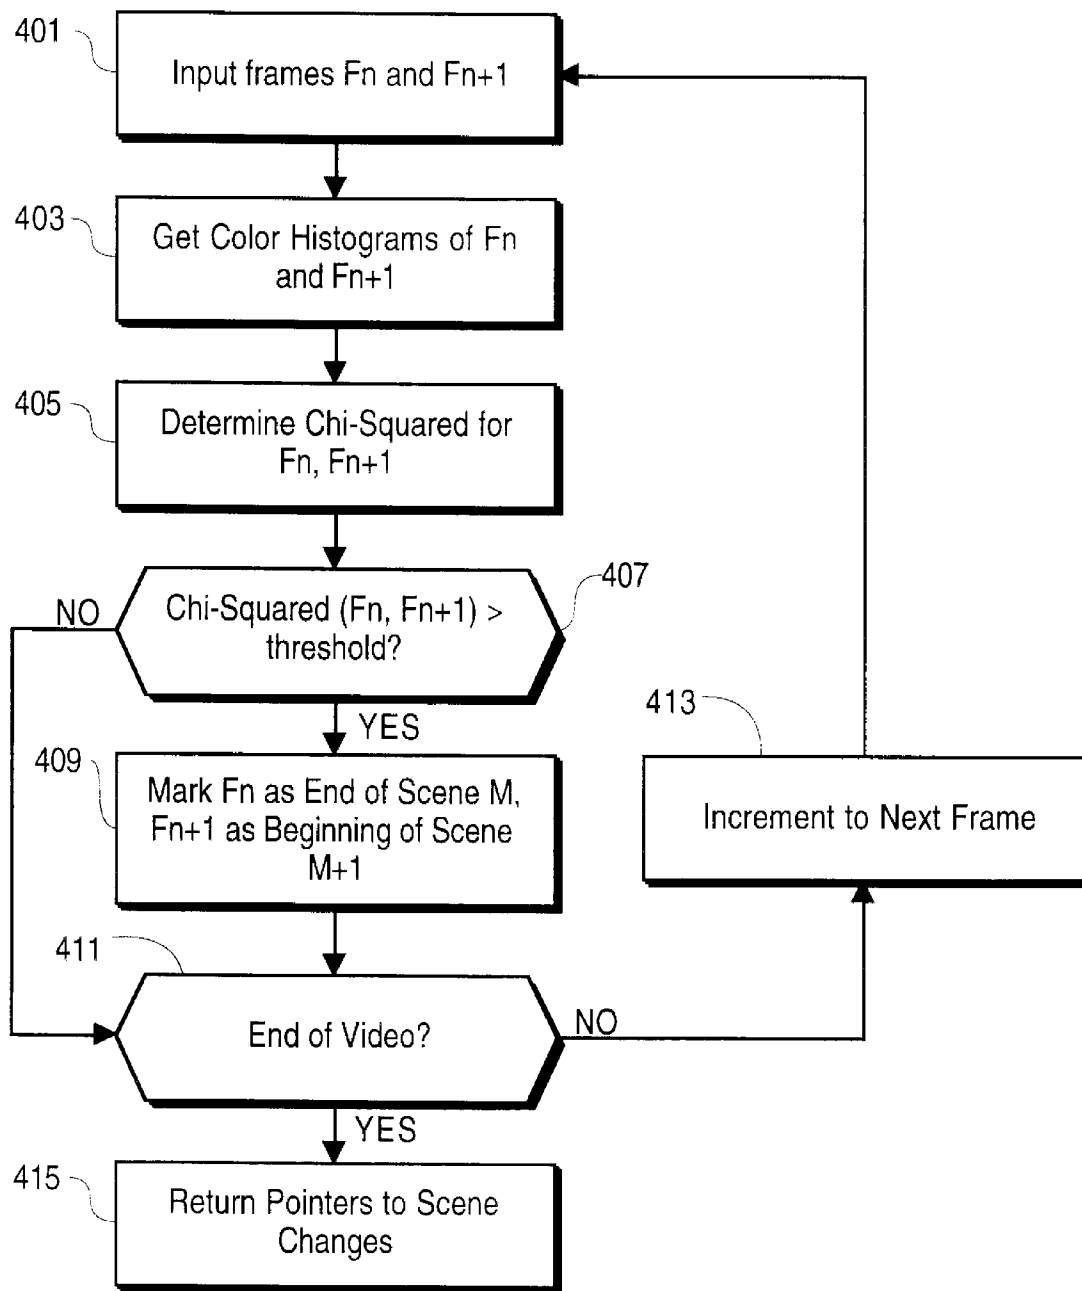 401
Input frames Fn and Fn+1
403
Get Color Histograms of Fn
and Fn+1
405
Determine Chi-Squared for
Fn, Fn+1
407
Chi-Squared (Fn, Fn+1) >
threshold?
NO
YES
409
Mark Fn as End of Scene M,
Fn+1 as Beginning of Scene
M+1
413
Increment to Next Frame
411
End of Video?
NO
YES
415
Return Pointers to Scene
Changes